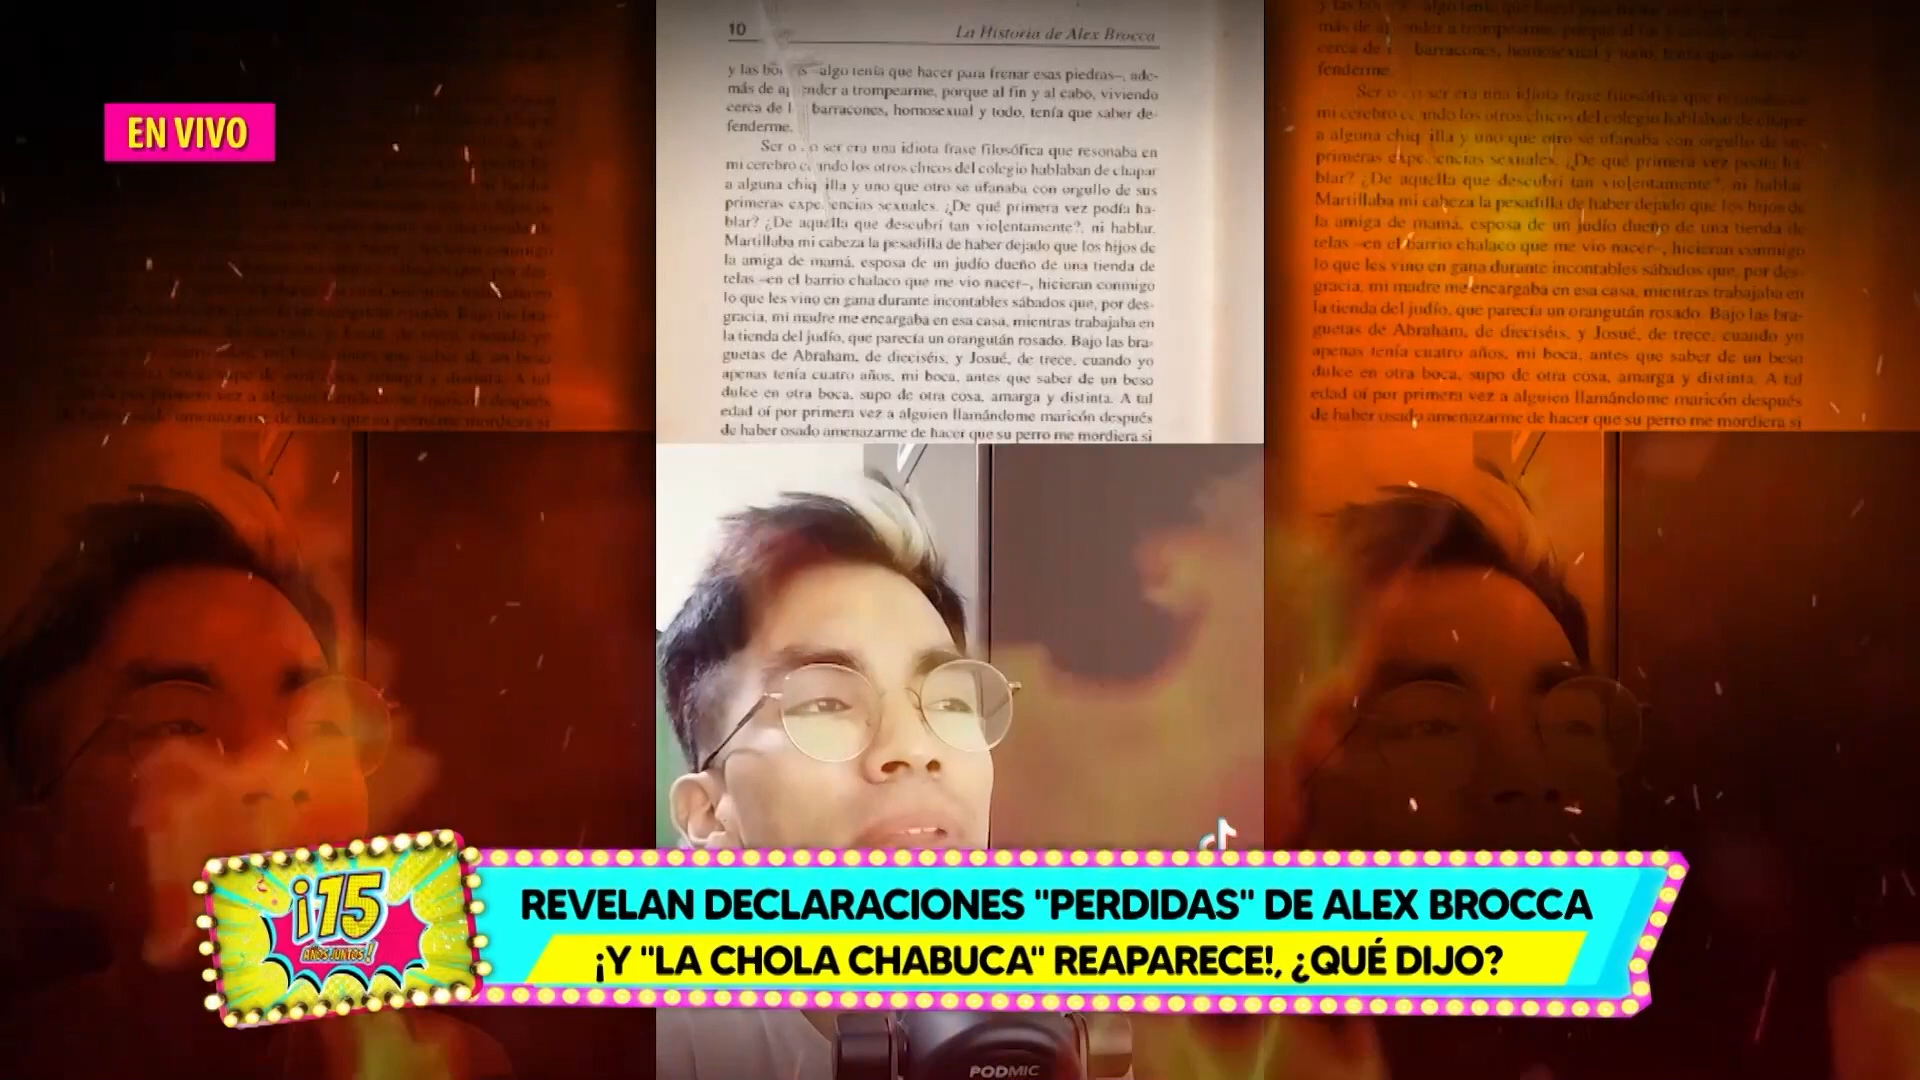 EN VIVO
10 La Historia de Alex Brocca
y las algo tenía que hacer para frenar esas piedras–, ade-
más de trompearme, porque al fin y al cabo, viviendo
cerca de barracones, homosexual y todo, tenía que saber de-
fenderme.
Ser o ser era una idiota frase filosófica que resonaba en
mi cerebro los otros chicos del colegio hablaban de chapar
a alguna y uno que otro se ufanaba con orgullo de sus
primeras sexuales. ¿De qué primera vez podía ha-
blar? ¿De aquella que descubrí tan violentamente?, ni hablar.
Martillaba mi cabeza la pesadilla de haber dejado que los hijos de
la amiga de mamá, esposa de un judío dueño de una tienda de
telas –en el barrio chalaco que me vio nacer–, hicieran conmigo
lo que les vino en gana durante incontables sábados que, por des-
gracia, mi madre me encargaba en esa casa, mientras trabajaba en
la tienda del judío, que parecía un orangután rosado. Bajo las bra-
guetas de Abraham, de dieciséis, y Josué, de trece, cuando yo
apenas tenía cuatro años, mi boca, antes que saber de un beso
dulce en otra boca, supo de otra cosa, amarga y distinta. A tal
edad oí por primera vez a alguien llamándome maricón después
de haber osado amenazarme de hacer que su perro me mordiera si
¡15
AÑOS JUNTOS!
REVELAN DECLARACIONES "PERDIDAS" DE ALEX BROCCA
¡Y "LA CHOLA CHABUCA" REAPARECE!, ¿QUÉ DIJO?
PODMIC